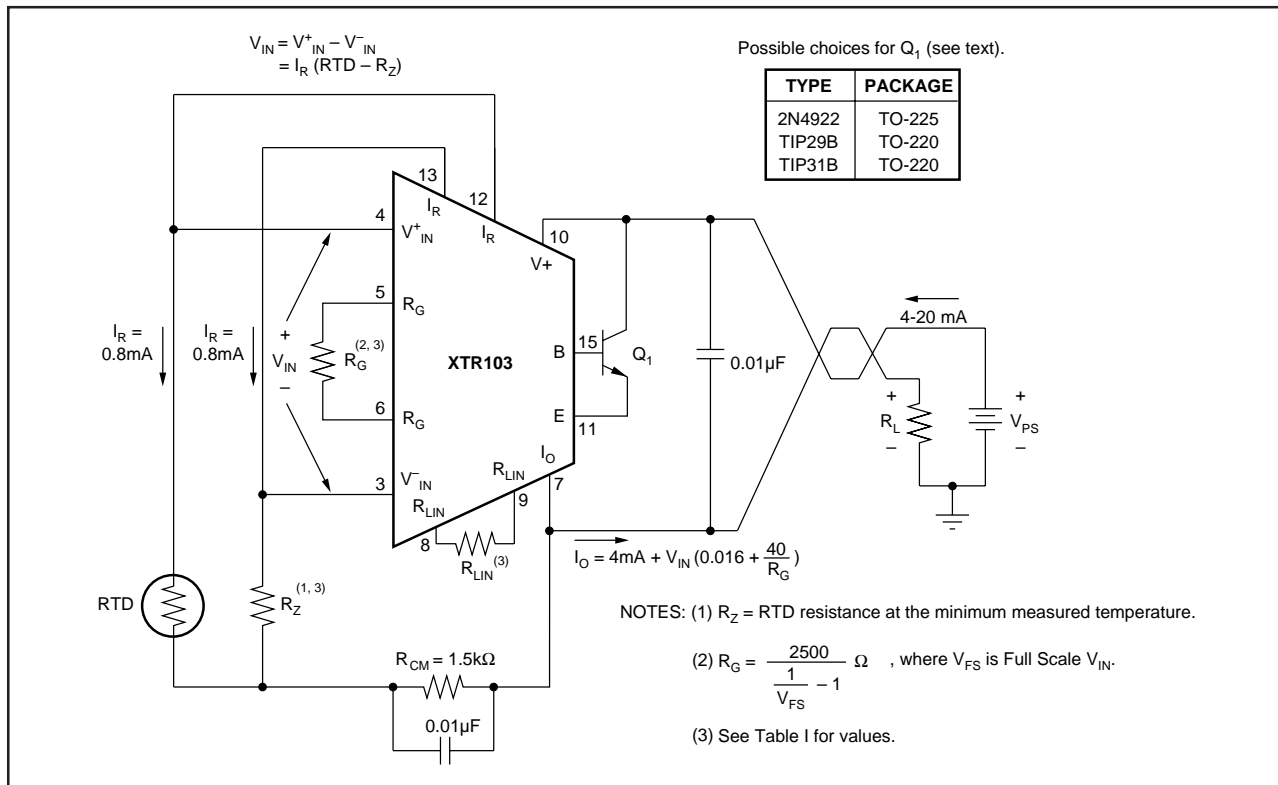 V_IN = V⁺_IN – V⁻_IN
= I_R (RTD – R_Z)
Possible choices for Q₁ (see text).
TYPE PACKAGE
2N4922 TO-225
TIP29B TO-220
TIP31B TO-220
13
I_R
12
I_R
4
V⁺_IN
10
V+
5
R_G
I_R =
0.8mA
I_R =
0.8mA
+
V_IN
–
R_G (2, 3)
XTR103
15
B
Q₁
0.01µF
4-20 mA
6
R_G
E
11
+
R_L
–
+
V_PS
–
I_O
7
R_LIN
9
3
V⁻_IN
R_LIN
8
R_LIN (3)
I_O = 4mA + V_IN (0.016 + 40/R_G)
RTD
R_Z (1, 3)
R_CM = 1.5kΩ
0.01µF
NOTES: (1) R_Z = RTD resistance at the minimum measured temperature.
(2) R_G = 2500 / (1/V_FS – 1) Ω , where V_FS is Full Scale V_IN.
(3) See Table I for values.